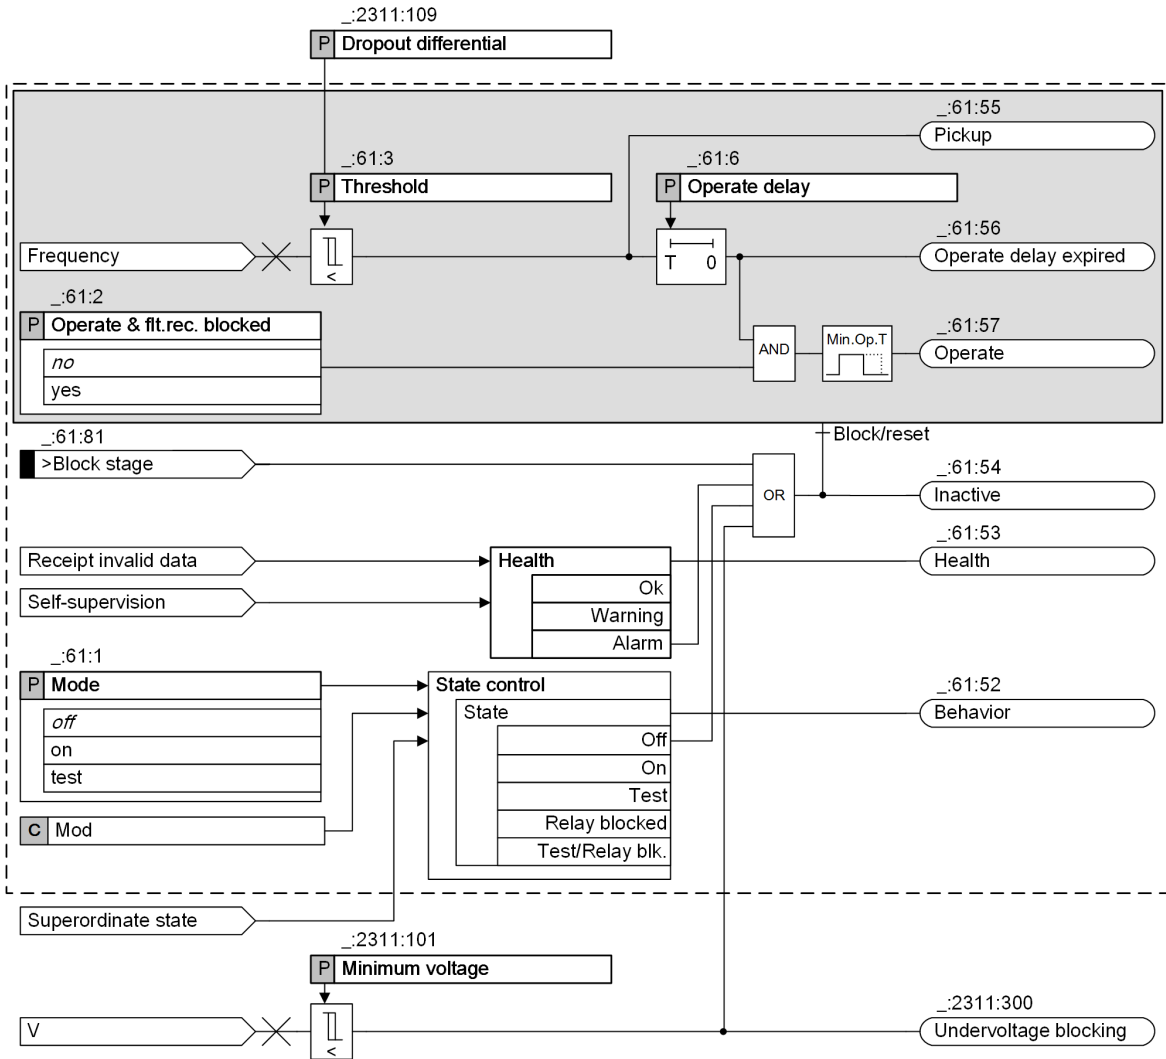 _:2311:109
P Dropout differential
_:61:55
Pickup
_:61:3
P Threshold
_:61:6
P Operate delay
_:61:56
Frequency
<
T 0
Operate delay expired
_:61:2
P Operate & flt.rec. blocked
no
yes
AND
Min.Op.T
_:61:57
Operate
_:61:81
>Block stage
Block/reset
OR
_:61:54
Inactive
_:61:53
Receipt invalid data
Health
Health
Self-supervision
Ok
Warning
Alarm
_:61:1
P Mode
off
on
test
State control
State
Off
On
Test
Relay blocked
Test/Relay blk.
_:61:52
Behavior
C Mod
Superordinate state
_:2311:101
P Minimum voltage
V
<
_:2311:300
Undervoltage blocking